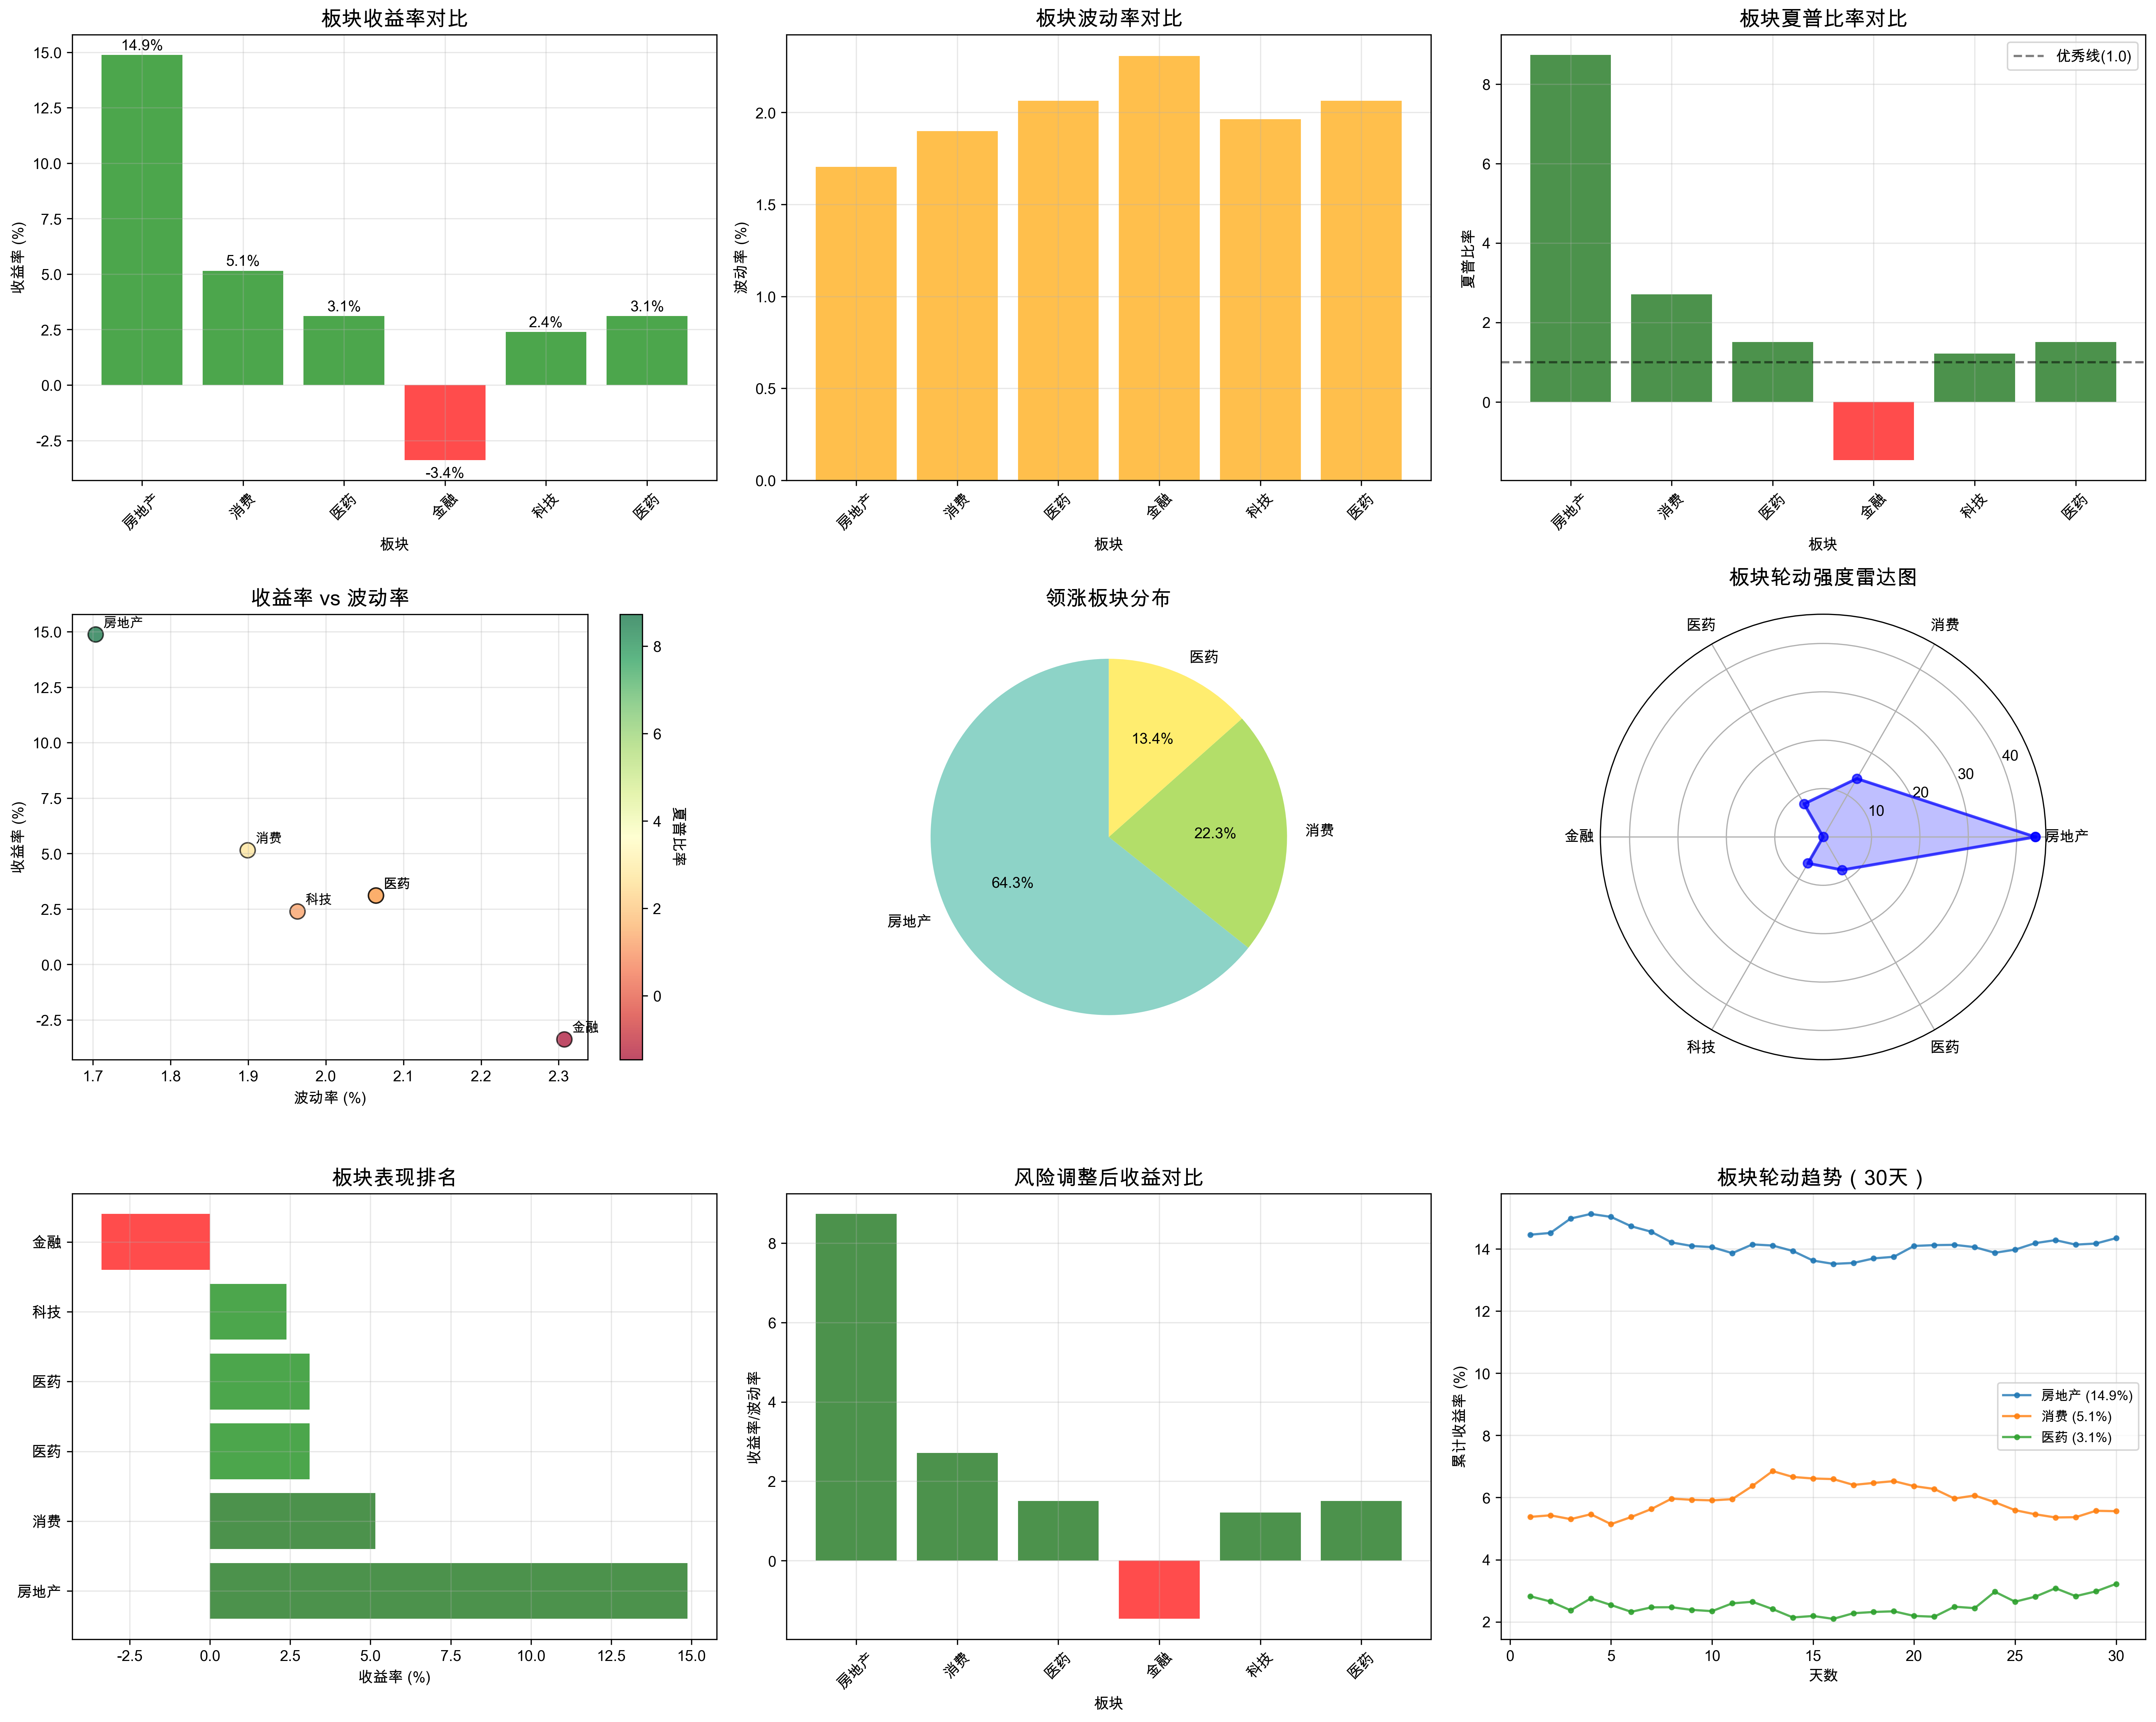 板块收益率对比
收益率 (%)
15.0
12.5
10.0
7.5
5.0
2.5
0.0
-2.5
14.9%
5.1%
3.1%
-3.4%
2.4%
3.1%
房地产
消费
医药
金融
科技
医药
板块
板块波动率对比
波动率 (%)
2.0
1.5
1.0
0.5
0.0
房地产
消费
医药
金融
科技
医药
板块
板块夏普比率对比
优秀线(1.0)
夏普比率
8
6
4
2
0
房地产
消费
医药
金融
科技
医药
板块
收益率 vs 波动率
收益率 (%)
15.0
12.5
10.0
7.5
5.0
2.5
0.0
-2.5
房地产
消费
科技
医药
金融
1.7
1.8
1.9
2.0
2.1
2.2
2.3
波动率 (%)
8
6
4
2
0
夏普比率
领涨板块分布
医药
13.4%
消费
22.3%
房地产
64.3%
板块轮动强度雷达图
医药
消费
金融
房地产
科技
医药
10
20
30
40
板块表现排名
金融
科技
医药
医药
消费
房地产
-2.5
0.0
2.5
5.0
7.5
10.0
12.5
15.0
收益率 (%)
风险调整后收益对比
收益率/波动率
8
6
4
2
0
房地产
消费
医药
金融
科技
医药
板块
板块轮动趋势（30天）
累计收益率 (%)
14
12
10
8
6
4
2
房地产 (14.9%)
消费 (5.1%)
医药 (3.1%)
0
5
10
15
20
25
30
天数